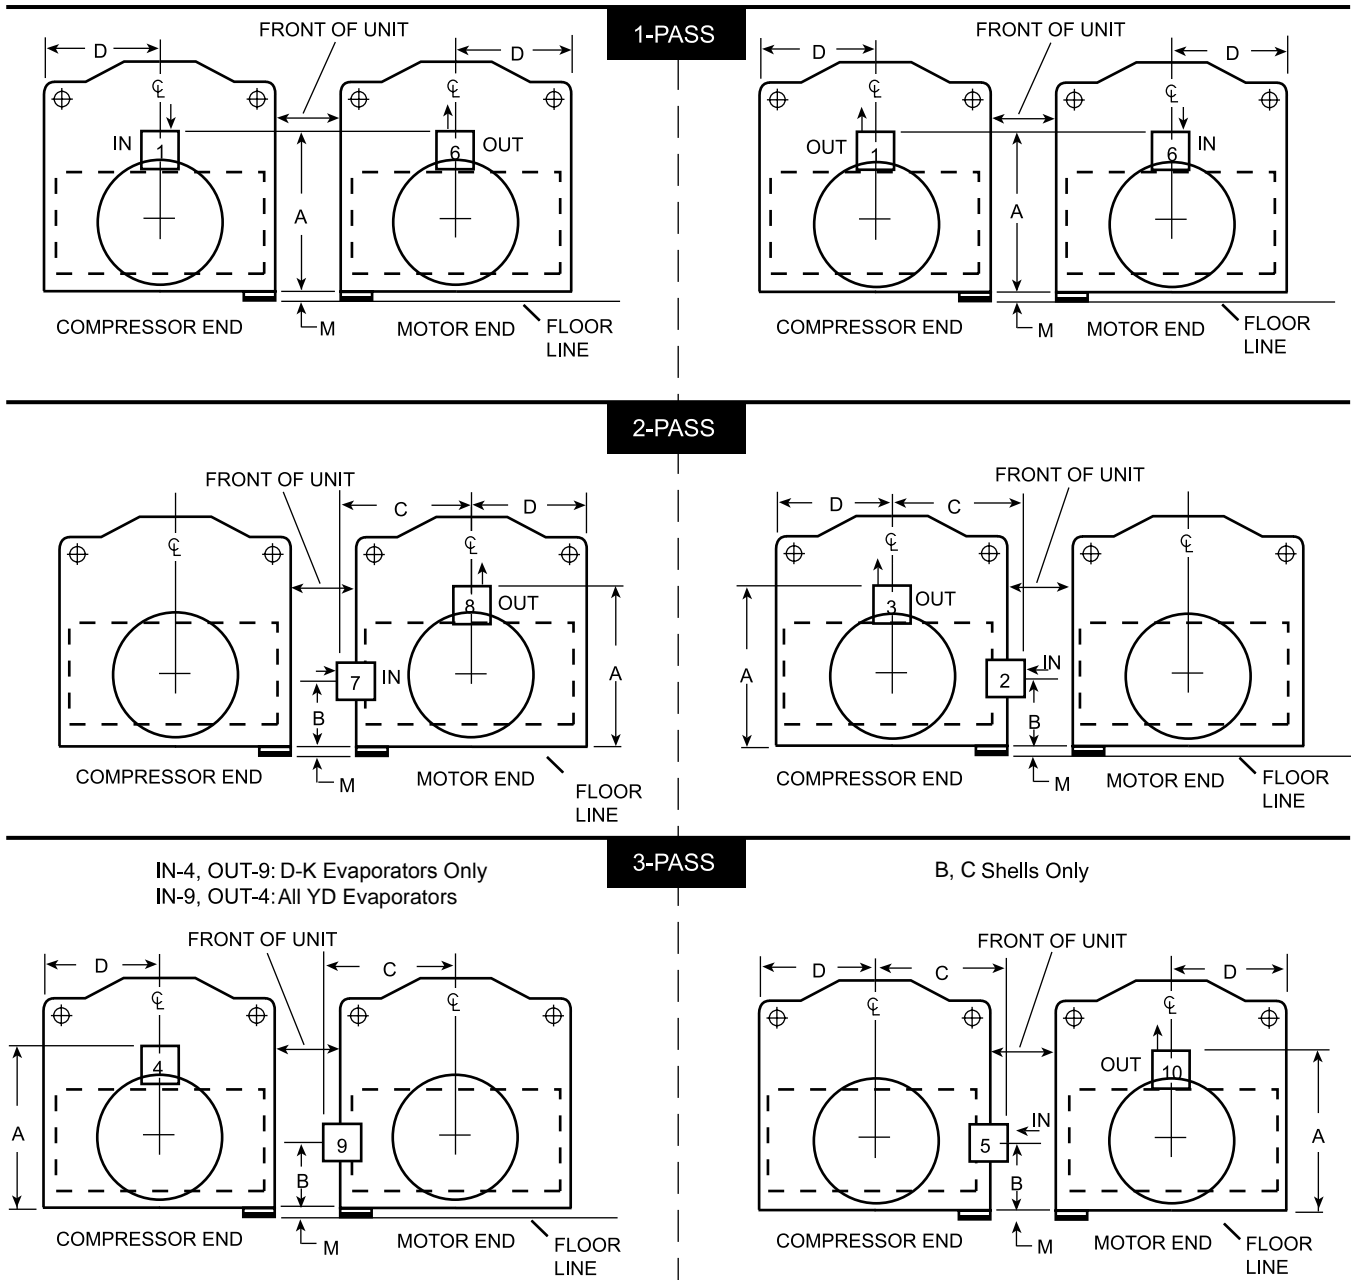 1-PASS
D
FRONT OF UNIT
D
℄
℄
IN
1
6
OUT
A
COMPRESSOR END
M
MOTOR END
FLOOR
LINE
D
FRONT OF UNIT
D
℄
℄
OUT
1
6
IN
A
COMPRESSOR END
M
MOTOR END
FLOOR
LINE
2-PASS
FRONT OF UNIT
C
D
℄
℄
8
OUT
7
IN
A
B
COMPRESSOR END
M
MOTOR END
FLOOR
LINE
FRONT OF UNIT
D
C
℄
3
OUT
IN
2
A
B
COMPRESSOR END
M
MOTOR END
FLOOR
LINE
3-PASS
IN-4, OUT-9: D-K Evaporators Only
IN-9, OUT-4: All YD Evaporators
FRONT OF UNIT
D
C
℄
℄
4
9
A
B
COMPRESSOR END
M
MOTOR END
FLOOR
LINE
B, C Shells Only
FRONT OF UNIT
D
C
D
℄
℄
OUT
10
IN
5
A
B
COMPRESSOR END
M
MOTOR END
FLOOR
LINE